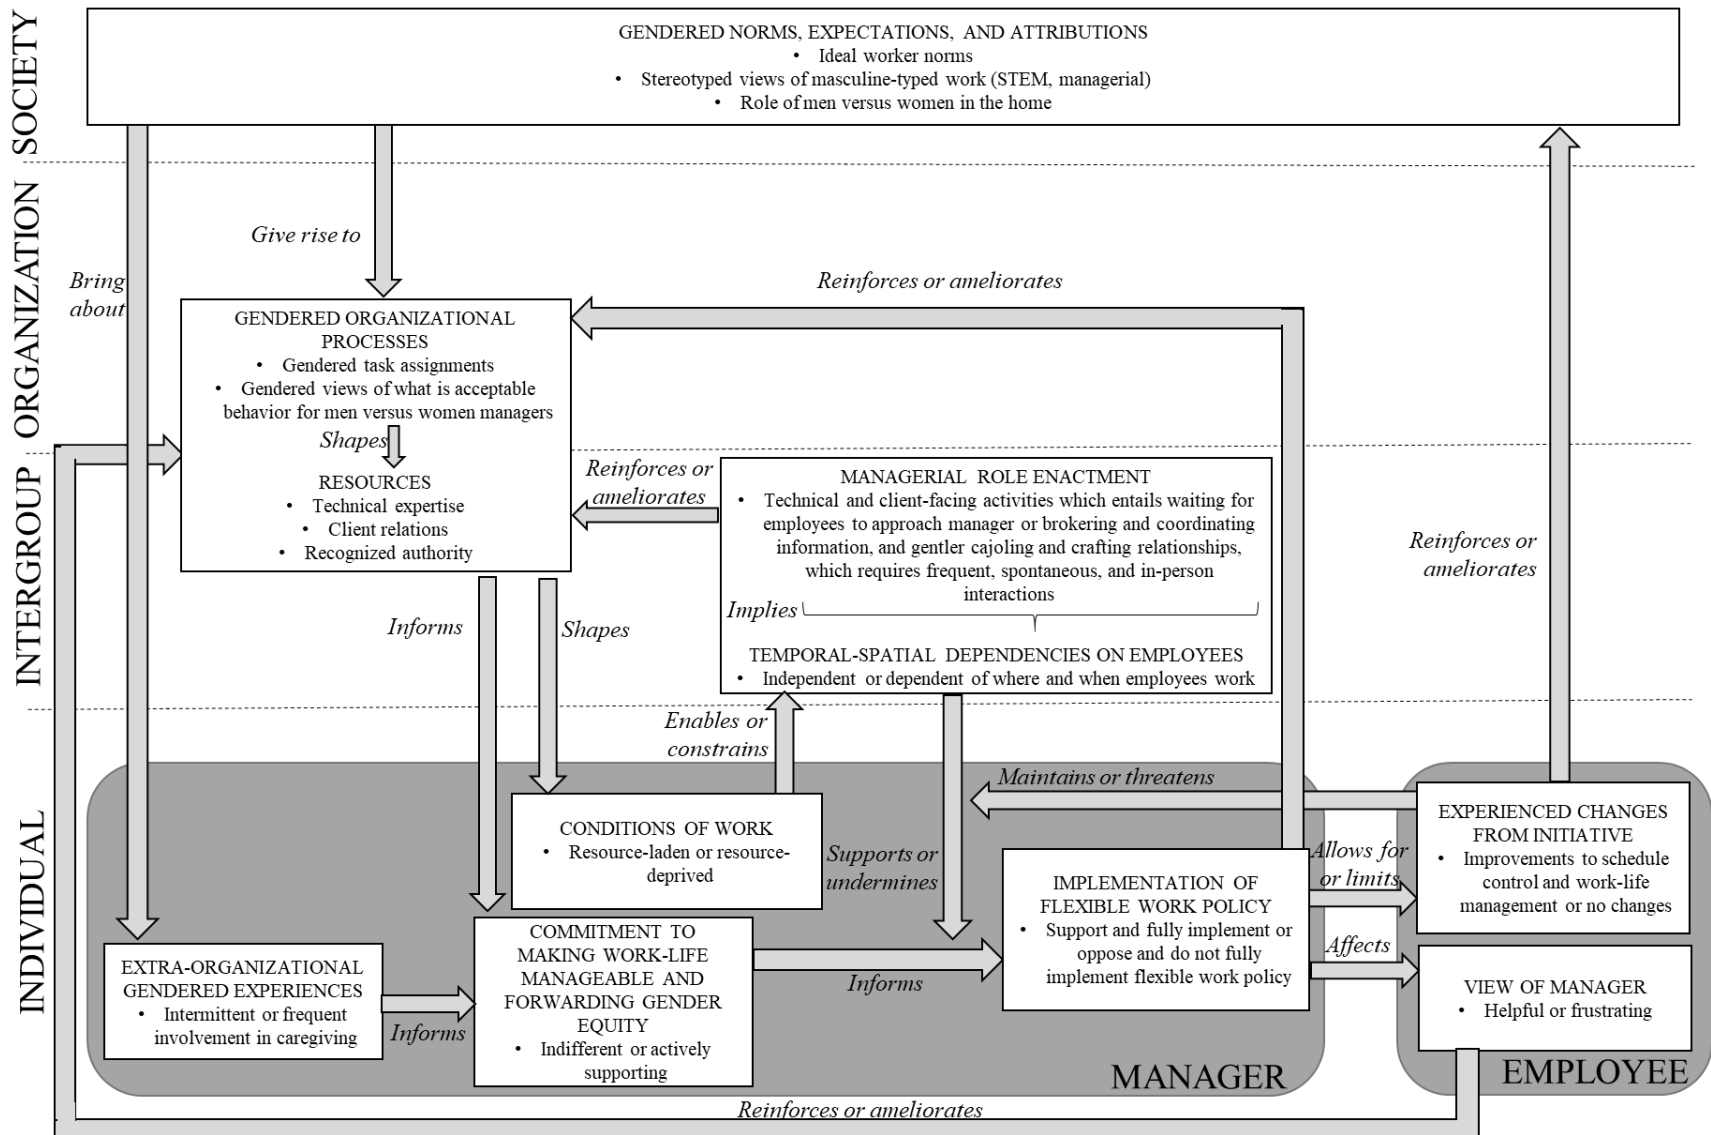 SOCIETY
GENDERED NORMS, EXPECTATIONS, AND ATTRIBUTIONS
• Ideal worker norms
• Stereotyped views of masculine-typed work (STEM, managerial)
• Role of men versus women in the home
ORGANIZATION
Give rise to
Bring
about
Reinforces or ameliorates
GENDERED ORGANIZATIONAL
PROCESSES
• Gendered task assignments
• Gendered views of what is acceptable
behavior for men versus women managers
Shapes
RESOURCES
• Technical expertise
• Client relations
• Recognized authority
INTERGROUP
Reinforces or
ameliorates
MANAGERIAL ROLE ENACTMENT
• Technical and client-facing activities which entails waiting for
employees to approach manager or brokering and coordinating
information, and gentler cajoling and crafting relationships,
which requires frequent, spontaneous, and in-person
interactions
Implies
TEMPORAL-SPATIAL DEPENDENCIES ON EMPLOYEES
• Independent or dependent of where and when employees work
Reinforces or
ameliorates
Informs
Shapes
Enables or
constrains
INDIVIDUAL
Maintains or threatens
CONDITIONS OF WORK
• Resource-laden or resource-
deprived
Supports or
undermines
EXPERIENCED CHANGES
FROM INITIATIVE
• Improvements to schedule
control and work-life
management or no changes
Allows for
or limits
IMPLEMENTATION OF
FLEXIBLE WORK POLICY
• Support and fully implement or
oppose and do not fully
implement flexible work policy
Affects
EXTRA-ORGANIZATIONAL
GENDERED EXPERIENCES
• Intermittent or frequent
involvement in caregiving
Informs
COMMITMENT TO
MAKING WORK-LIFE
MANAGEABLE AND
FORWARDING GENDER
EQUITY
• Indifferent or actively
supporting
Informs
VIEW OF MANAGER
• Helpful or frustrating
MANAGER
EMPLOYEE
Reinforces or ameliorates